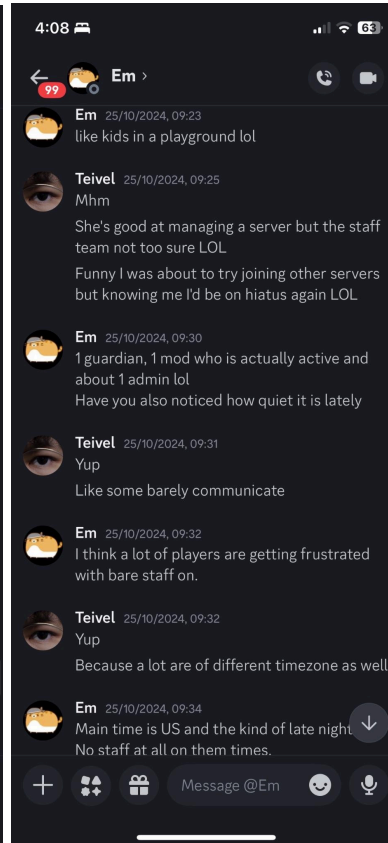 4:08
63
99
Em
Em 25/10/2024, 09:23
like kids in a playground lol
Teivel 25/10/2024, 09:25
Mhm
She's good at managing a server but the staff
team not too sure LOL
Funny I was about to try joining other servers
but knowing me I'd be on hiatus again LOL
Em 25/10/2024, 09:30
1 guardian, 1 mod who is actually active and
about 1 admin lol
Have you also noticed how quiet it is lately
Teivel 25/10/2024, 09:31
Yup
Like some barely communicate
Em 25/10/2024, 09:32
I think a lot of players are getting frustrated
with bare staff on.
Teivel 25/10/2024, 09:32
Yup
Because a lot are of different timezone as well
Em 25/10/2024, 09:34
Main time is US and the kind of late night
No staff at all on them times.
Message @Em